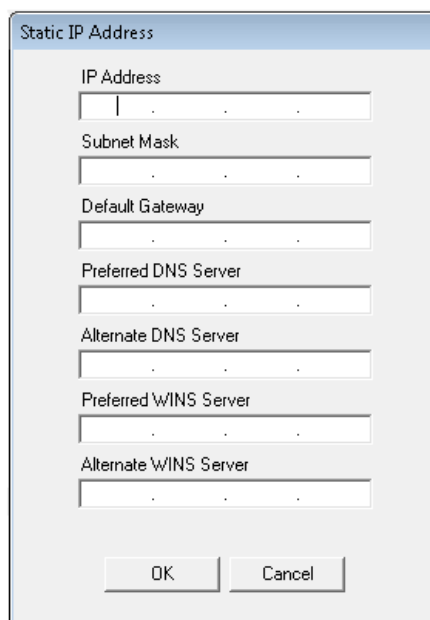 Static IP Address
IP Address
. . .
Subnet Mask
. . .
Default Gateway
. . .
Preferred DNS Server
. . .
Alternate DNS Server
. . .
Preferred WINS Server
. . .
Alternate WINS Server
. . .
OK Cancel